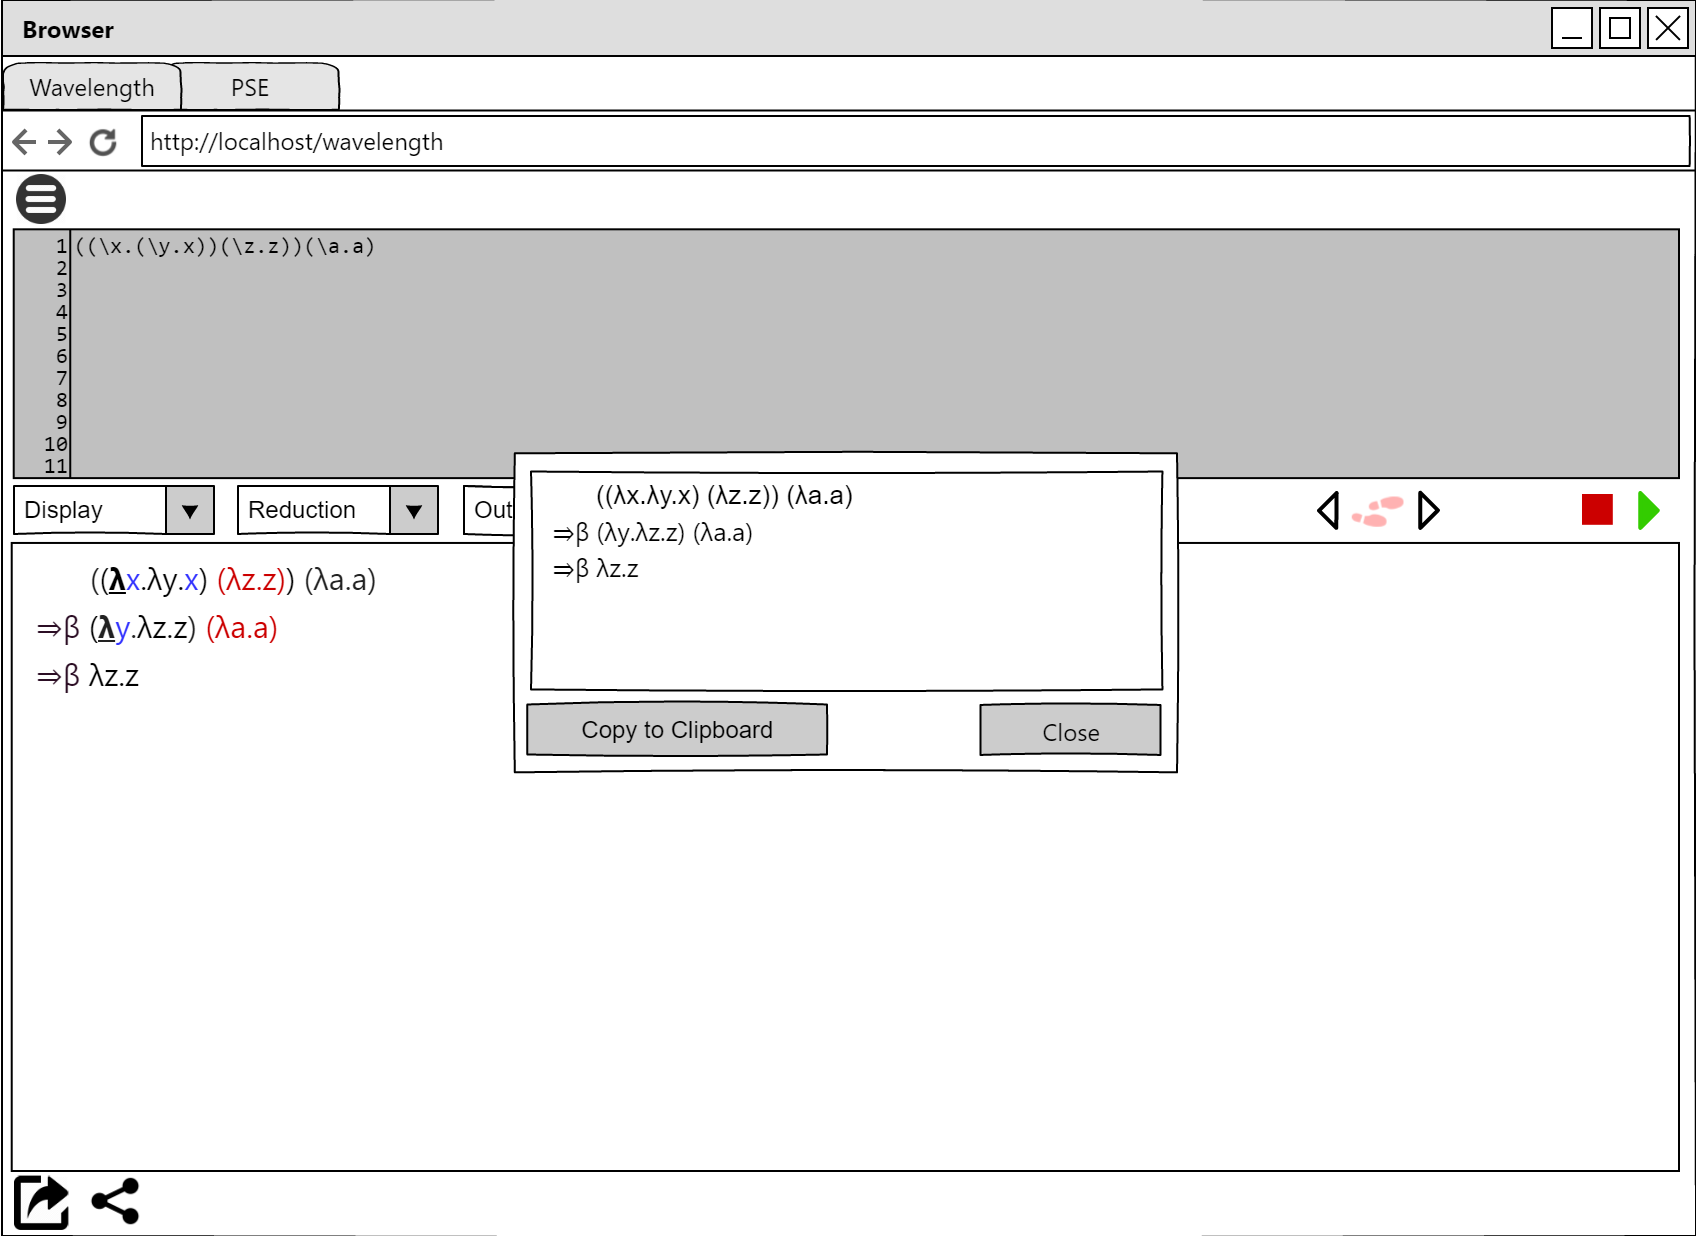 Browser
Wavelength PSE
http://localhost/wavelength
1 ((\x.(\y.x))(\z.z))(\a.a)
2
3
4
5
6
7
8
9
10
11
Display Reduction Out
((λx.λy.x) (λz.z)) (λa.a)
⇒β (λy.λz.z) (λa.a)
⇒β λz.z
Copy to Clipboard Close
((λx.λy.x) (λz.z)) (λa.a)
⇒β (λy.λz.z) (λa.a)
⇒β λz.z